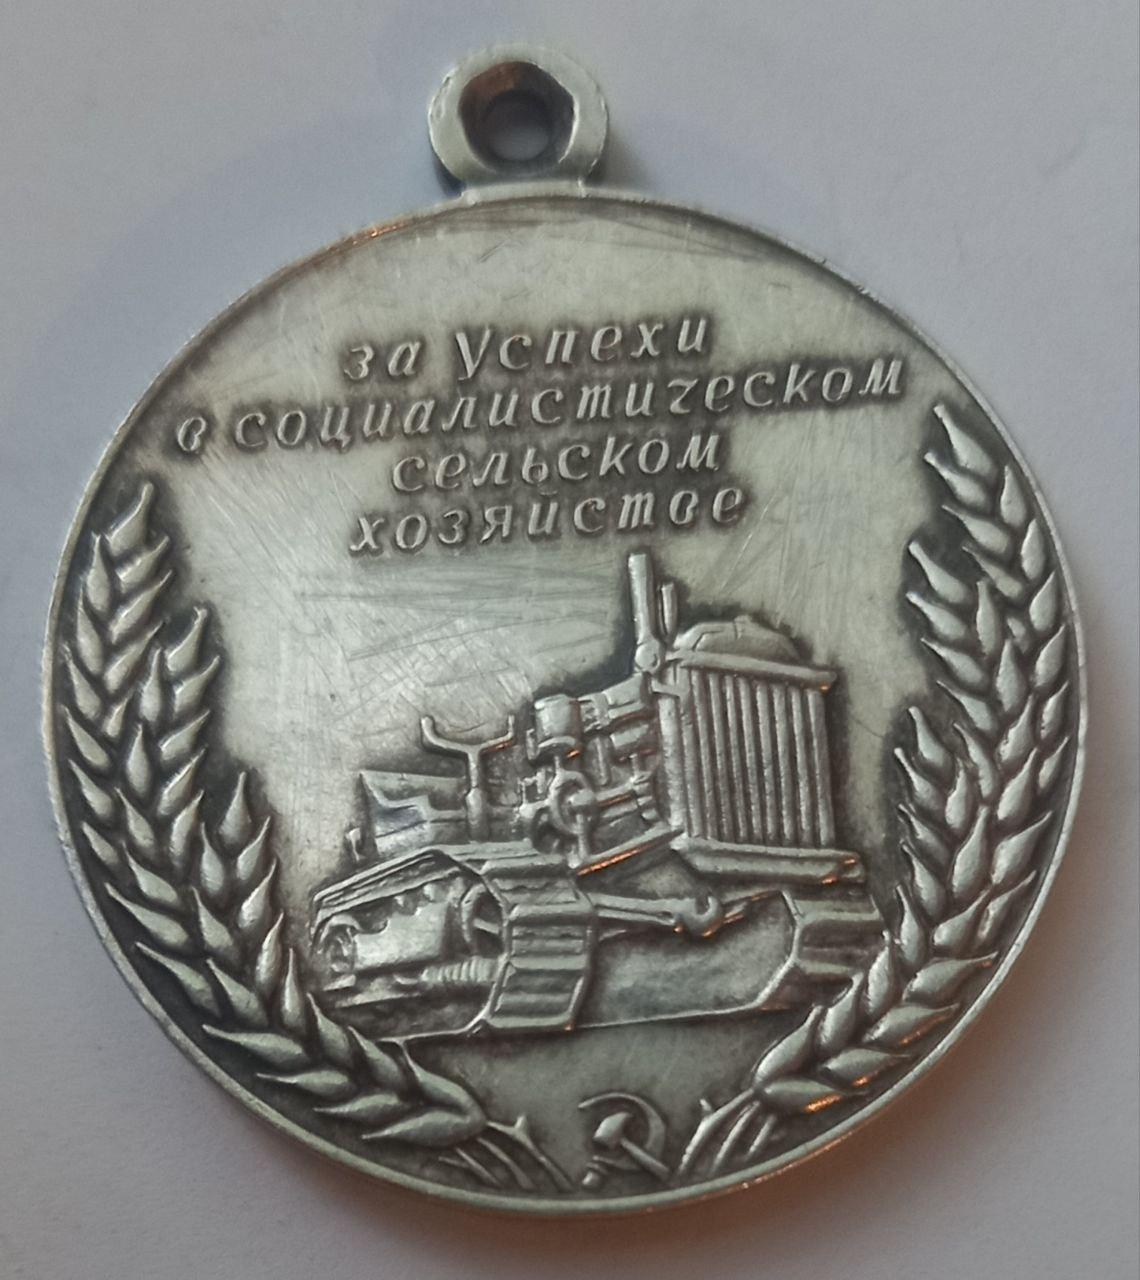 за успехи
в социалистическом
сельском
хозяйстве